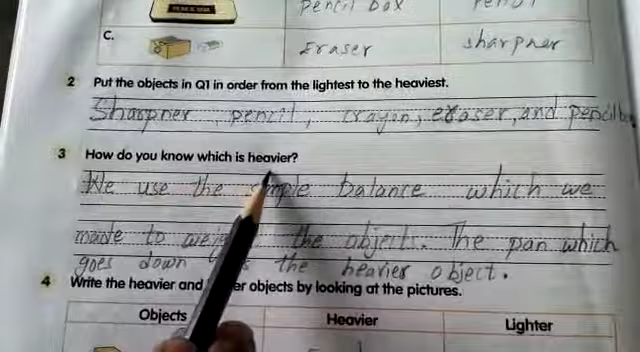 pencil box
C.
Eraser sharpner
2 Put the objects in Q1 in order from the lightest to the heaviest.
Sharpner, pencil, crayon, eraser, and pencil
3 How do you know which is heavier?
We use the simple balance which we
made to weigh the objects. The pan which
goes down the heavier object.
4 Write the heavier and objects by looking at the pictures.
Objects Heavier Lighter